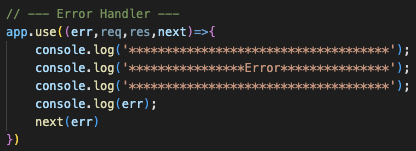 // --- Error Handler ---
app.use((err,req,res,next)=>{
    console.log('************************************');
    console.log('****************Error***************');
    console.log('************************************');
    console.log(err);
    next(err)
})